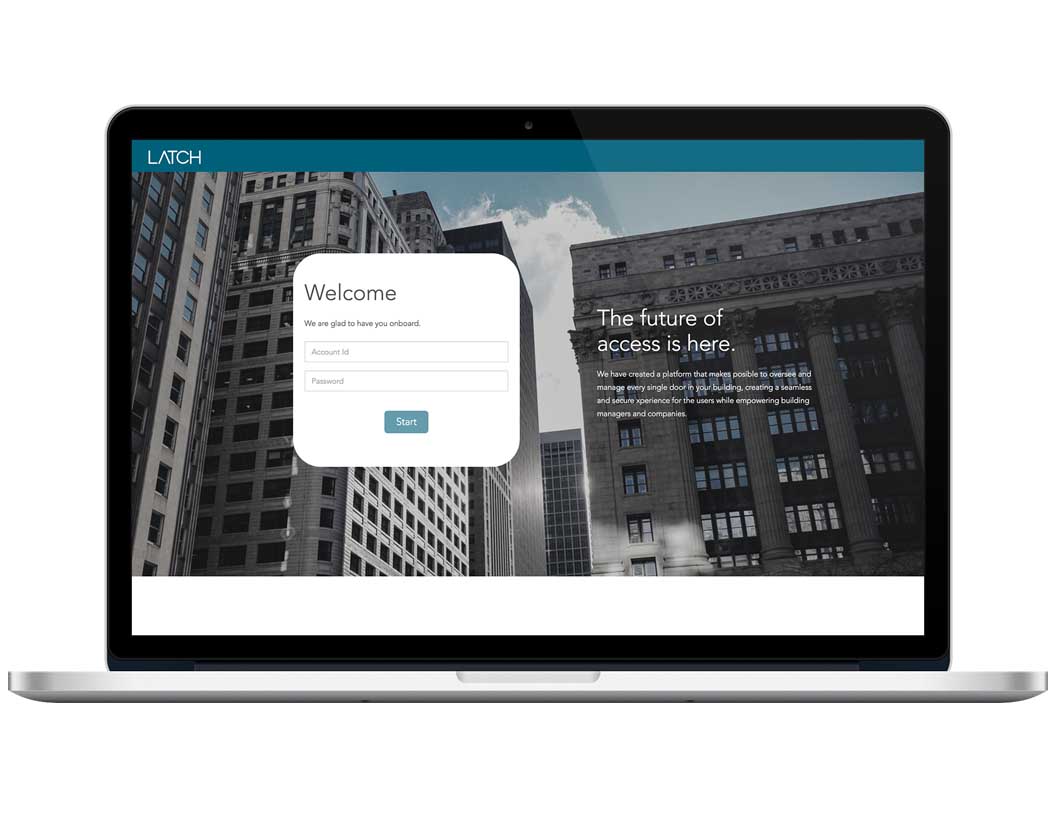 LATCH
Welcome
We are glad to have you onboard.
Account Id
Password
Start
The future of
access is here.
We have created a platform that makes posible to oversee and
manage every single door in your building, creating a seamless
and secure xperience for the users while empowering building
managers and companies.